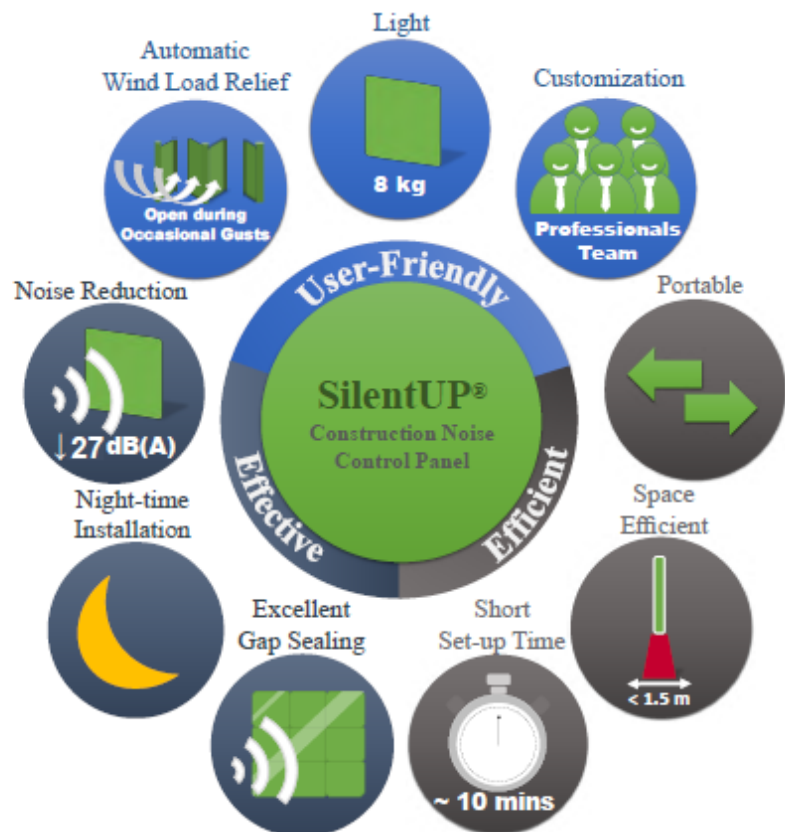 Light
8 kg
Automatic
Wind Load Relief
Open during
Occasional Gusts
Customization
Professionals
Team
User-Friendly
Noise Reduction
↓27dB(A)
Portable
SilentUP®
Construction Noise
Control Panel
Effective
Efficient
Night-time
Installation
Space
Efficient
< 1.5 m
Excellent
Gap Sealing
Short
Set-up Time
~ 10 mins